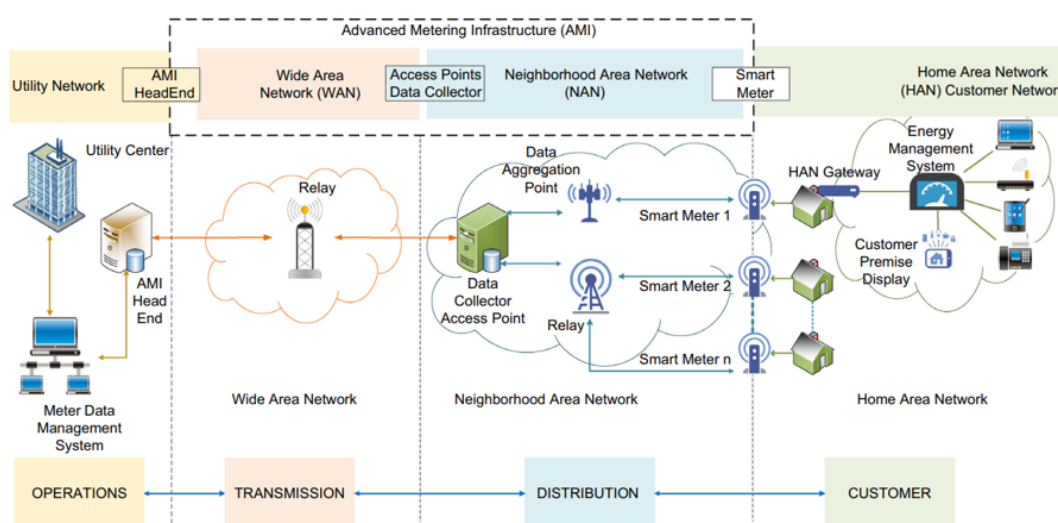 Advanced Metering Infrastructure (AMI)
Utility Network
AMI
HeadEnd
Wide Area
Network (WAN)
Access Points
Data Collector
Neighborhood Area Network
(NAN)
Smart
Meter
Home Area Network
(HAN) Customer Network
Utility Center
Relay
Data
Aggregation
Point
Smart Meter 1
HAN Gateway
Energy
Management
System
AMI
Head
End
Data
Collector
Access Point
Smart Meter 2
Relay
Smart Meter n
Customer
Premise
Display
Meter Data
Management
System
Wide Area Network
Neighborhood Area Network
Home Area Network
OPERATIONS
TRANSMISSION
DISTRIBUTION
CUSTOMER